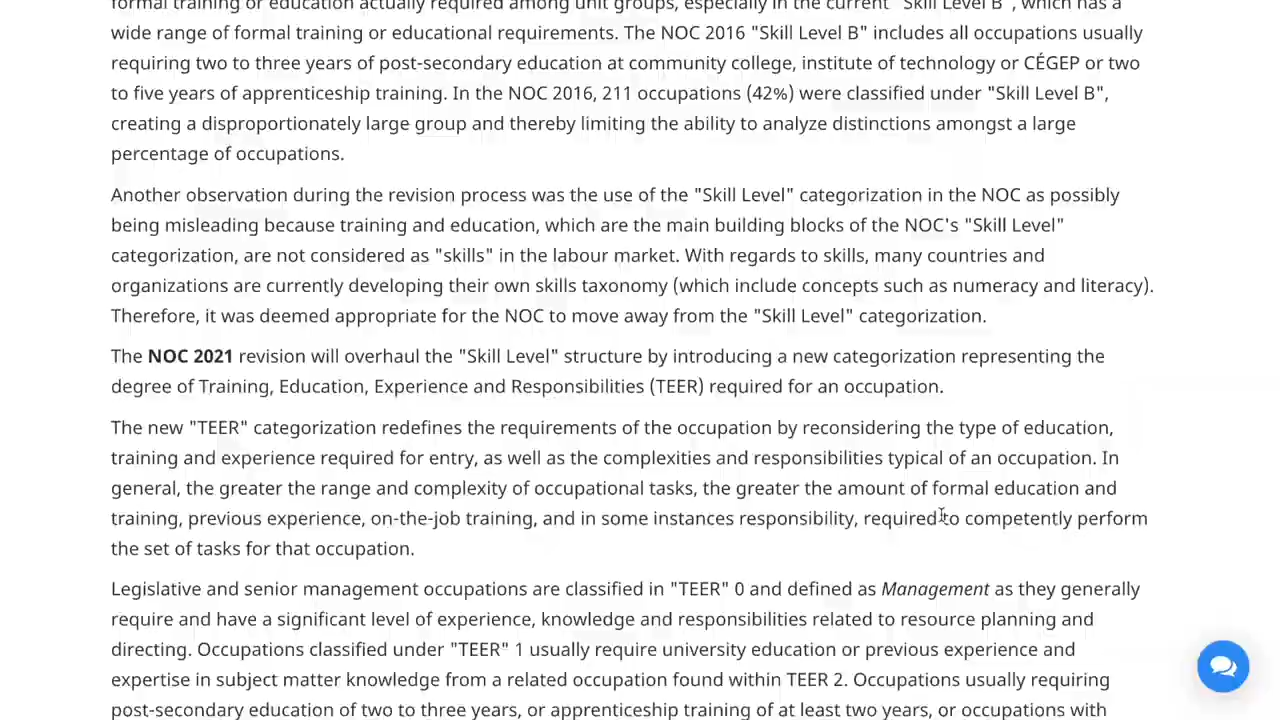 formal training or education actually required among unit groups, especially in the current "Skill Level B", which has a
wide range of formal training or educational requirements. The NOC 2016 "Skill Level B" includes all occupations usually
requiring two to three years of post-secondary education at community college, institute of technology or CÉGEP or two
to five years of apprenticeship training. In the NOC 2016, 211 occupations (42%) were classified under "Skill Level B",
creating a disproportionately large group and thereby limiting the ability to analyze distinctions amongst a large
percentage of occupations.
Another observation during the revision process was the use of the "Skill Level" categorization in the NOC as possibly
being misleading because training and education, which are the main building blocks of the NOC's "Skill Level"
categorization, are not considered as "skills" in the labour market. With regards to skills, many countries and
organizations are currently developing their own skills taxonomy (which include concepts such as numeracy and literacy).
Therefore, it was deemed appropriate for the NOC to move away from the "Skill Level" categorization.
The NOC 2021 revision will overhaul the "Skill Level" structure by introducing a new categorization representing the
degree of Training, Education, Experience and Responsibilities (TEER) required for an occupation.
The new "TEER" categorization redefines the requirements of the occupation by reconsidering the type of education,
training and experience required for entry, as well as the complexities and responsibilities typical of an occupation. In
general, the greater the range and complexity of occupational tasks, the greater the amount of formal education and
training, previous experience, on-the-job training, and in some instances responsibility, required to competently perform
the set of tasks for that occupation.
Legislative and senior management occupations are classified in "TEER" 0 and defined as Management as they generally
require and have a significant level of experience, knowledge and responsibilities related to resource planning and
directing. Occupations classified under "TEER" 1 usually require university education or previous experience and
expertise in subject matter knowledge from a related occupation found within TEER 2. Occupations usually requiring
post-secondary education of two to three years, or apprenticeship training of at least two years, or occupations with